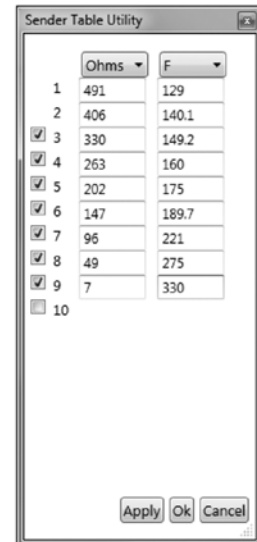 Sender Table Utility
Ohms F
1 491 129
2 406 140.1
3 330 149.2
4 263 160
5 202 175
6 147 189.7
7 96 221
8 49 275
9 7 330
10
Apply Ok Cancel